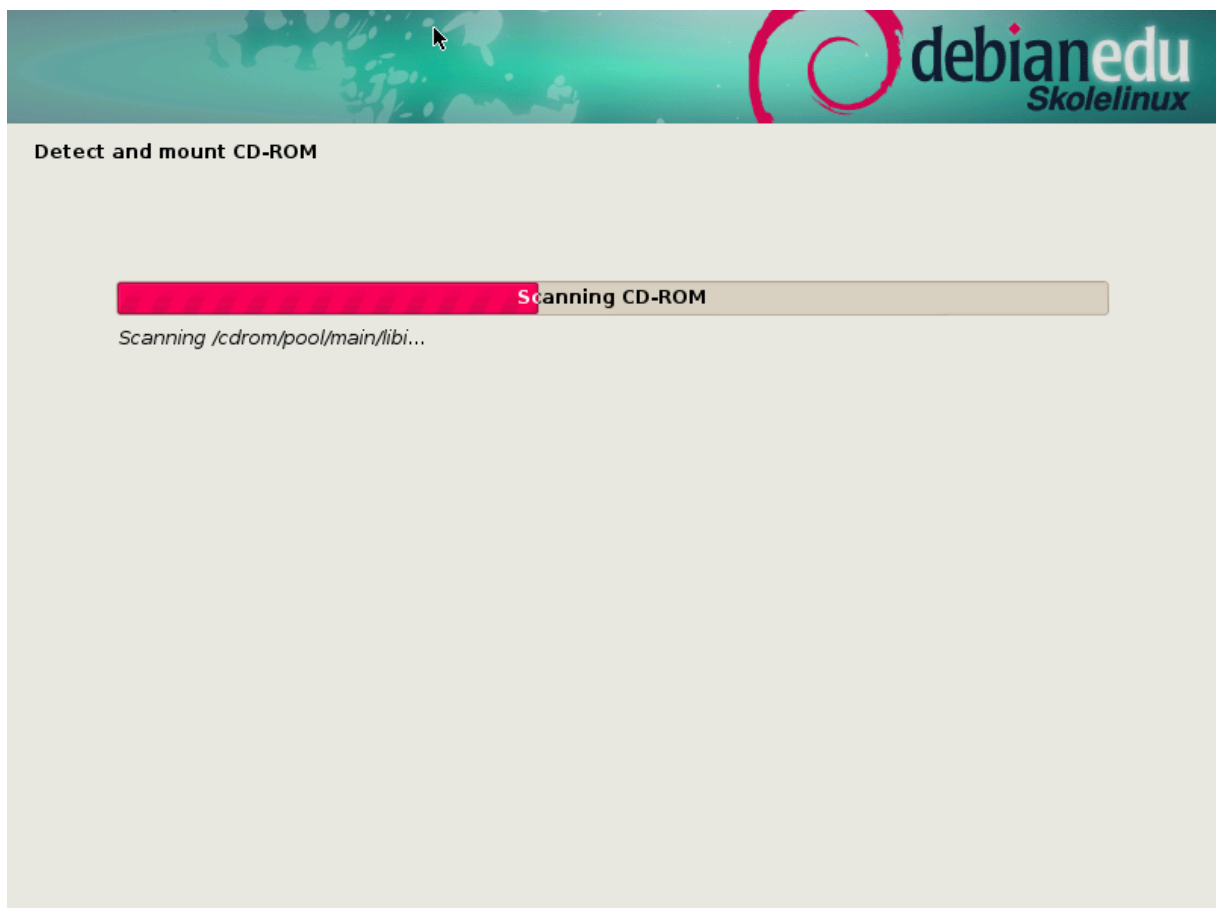 debianedu
Skolelinux
Detect and mount CD-ROM
Scanning CD-ROM
Scanning /cdrom/pool/main/libi...